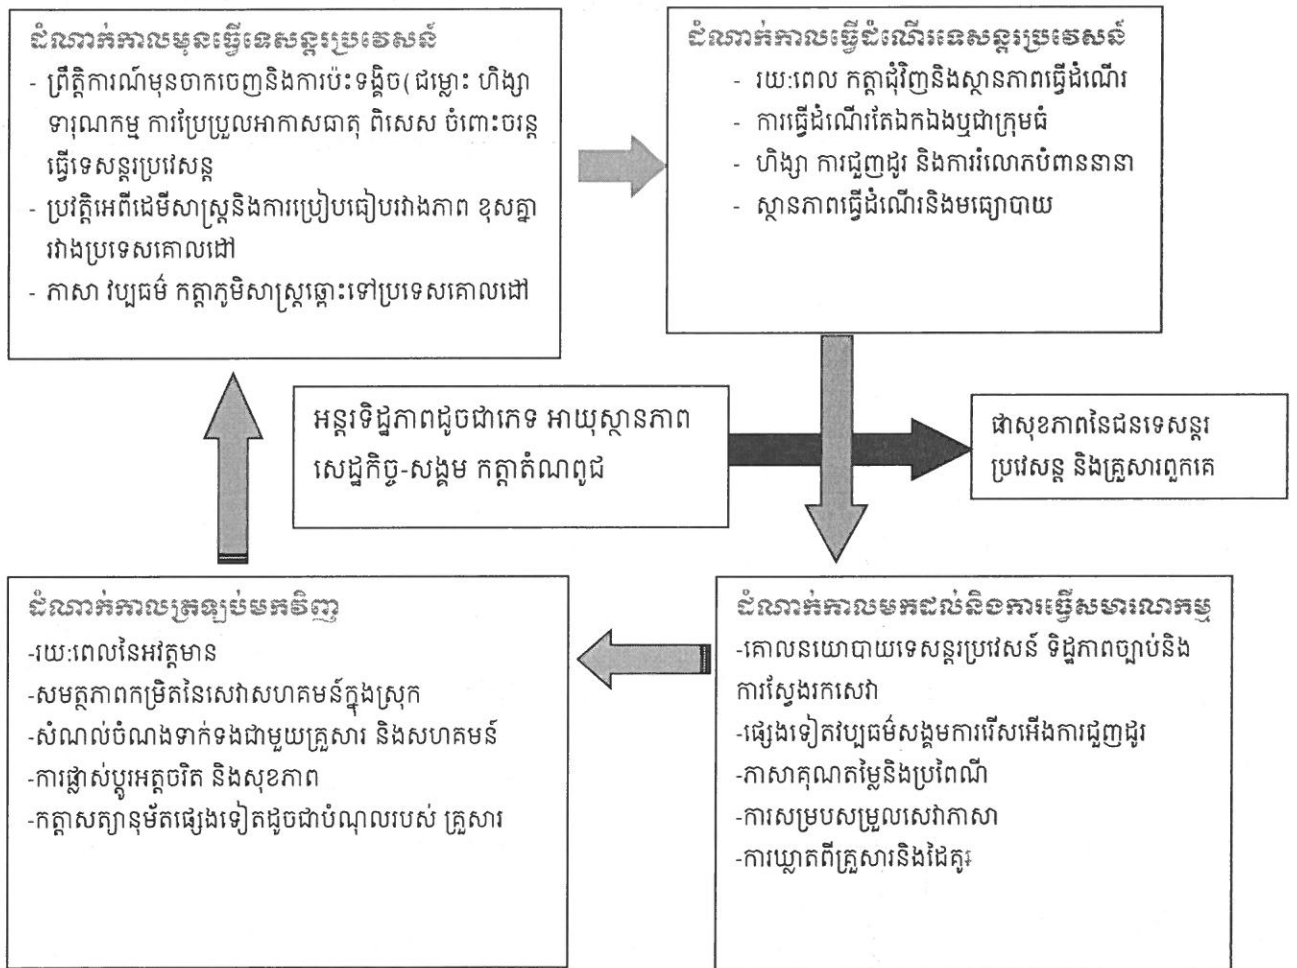 ដំណាក់កាលមុនធ្វើទេសន្តរប្រវេសន៍
- ព្រឹត្តិការណ៍មុនចាកចេញនិងការប៉ះទង្គិច(ជម្លោះ ហិង្សា
ទារុណកម្ម ការប្រែប្រួលអាកាសធាតុ ពិសេស ចំពោះចរន្ត
ធ្វើទេសន្តរប្រវេសន្ត
- ប្រវត្តិអេពីដេមីសាស្ត្រនិងការប្រៀបធៀបរវាងភាព ខុសគ្នា
រវាងប្រទេសគោលដៅ
- ភាសា វប្បធម៌ កត្តាភូមិសាស្ត្រឆ្ពោះទៅប្រទេសគោលដៅ
ដំណាក់កាលធ្វើដំណើរទេសន្តរប្រវេសន៍
- រយៈពេល កត្តាជុំវិញនិងស្ថានភាពធ្វើដំណើរ
- ការធ្វើដំណើរតែឯកឯងឬជាក្រុមធំ
- ហិង្សា ការជួញដូរ និងការរំលោភបំពាននានា
- ស្ថានភាពធ្វើដំណើរនិងមធ្យោបាយ
អន្តរទិដ្ឋភាពដូចជាភេទ អាយុស្ថានភាព
សេដ្ឋកិច្ច-សង្គម កត្តាតំណពូជ
ផាសុខភាពនៃជនទេសន្តរ
ប្រវេសន្ត និងគ្រួសារពួកគេ
ដំណាក់កាលត្រឡប់មកវិញ
-រយៈពេលនៃអវត្តមាន
-សមត្ថភាពកម្រិតនៃសេវាសហគមន៍ក្នុងស្រុក
-សំណល់ចំណងទាក់ទងជាមួយគ្រួសារ និងសហគមន៍
-ការផ្លាស់ប្តូរអត្តចរិត និងសុខភាព
-កត្តាសត្យានុម័តផ្សេងទៀតដូចជាបំណុលរបស់ គ្រួសារ
ដំណាក់កាលមកដល់និងការធ្វើសមារណកម្ម
-គោលនយោបាយទេសន្តរប្រវេសន៍ ទិដ្ឋភាពច្បាប់និង
ការស្វែងរកសេវា
-ផ្សេងទៀតវប្បធម៌សង្គមការរើសអើងការជួញដូរ
-ភាសាគុណតម្លៃនិងប្រពៃណី
-ការសម្របសម្រួលសេវាភាសា
-ការឃ្លាតពីគ្រួសារនិងដៃគូ៖